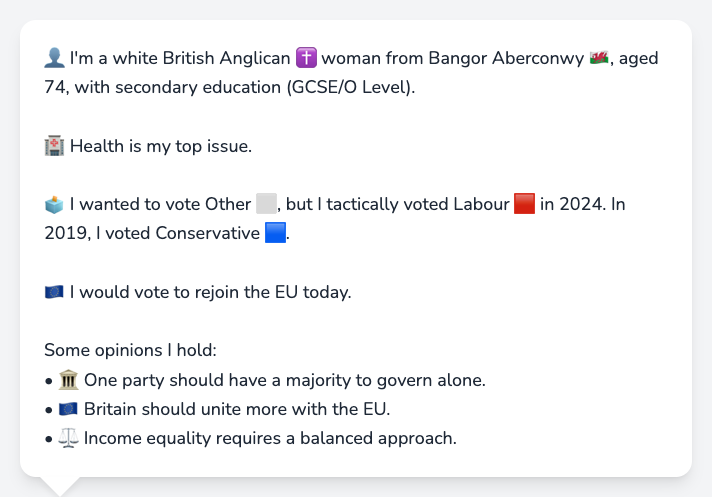 👤 I'm a white British Anglican ✝️ woman from Bangor Aberconwy 🏴󠁧󠁢󠁷󠁬󠁳󠁿, aged
74, with secondary education (GCSE/O Level).
🏥 Health is my top issue.
🗳️ I wanted to vote Other ⬜, but I tactically voted Labour 🟥 in 2024. In
2019, I voted Conservative 🟦.
🇪🇺 I would vote to rejoin the EU today.
Some opinions I hold:
• 🏛️ One party should have a majority to govern alone.
• 🇪🇺 Britain should unite more with the EU.
• ⚖️ Income equality requires a balanced approach.